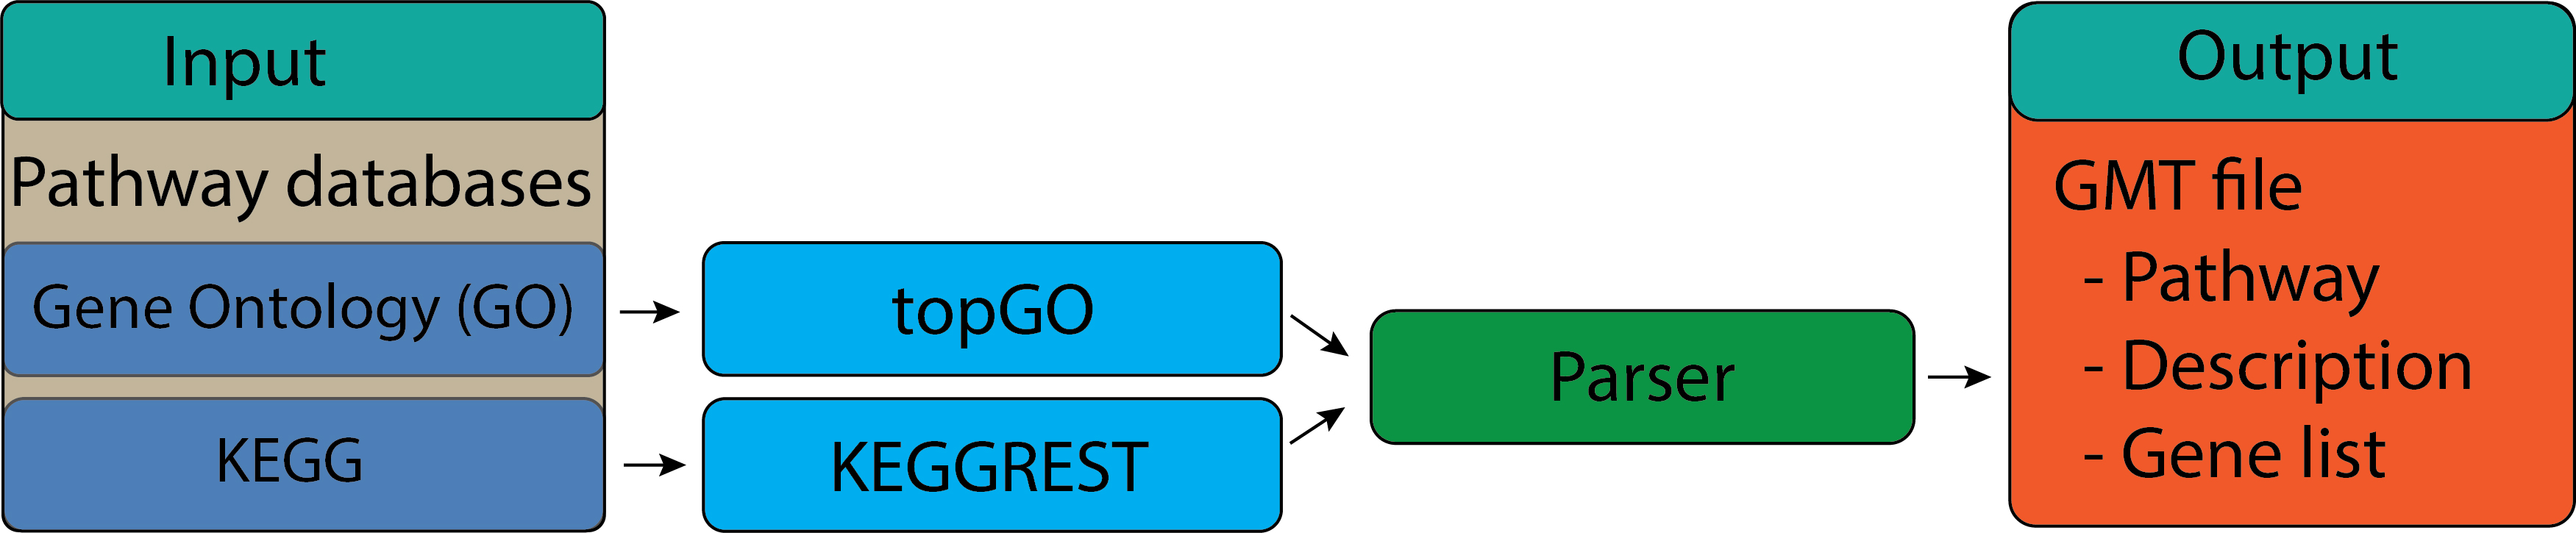 Input
Pathway databases
Gene Ontology (GO)
KEGG
topGO
KEGGREST
Parser
Output
GMT file
- Pathway
- Description
- Gene list